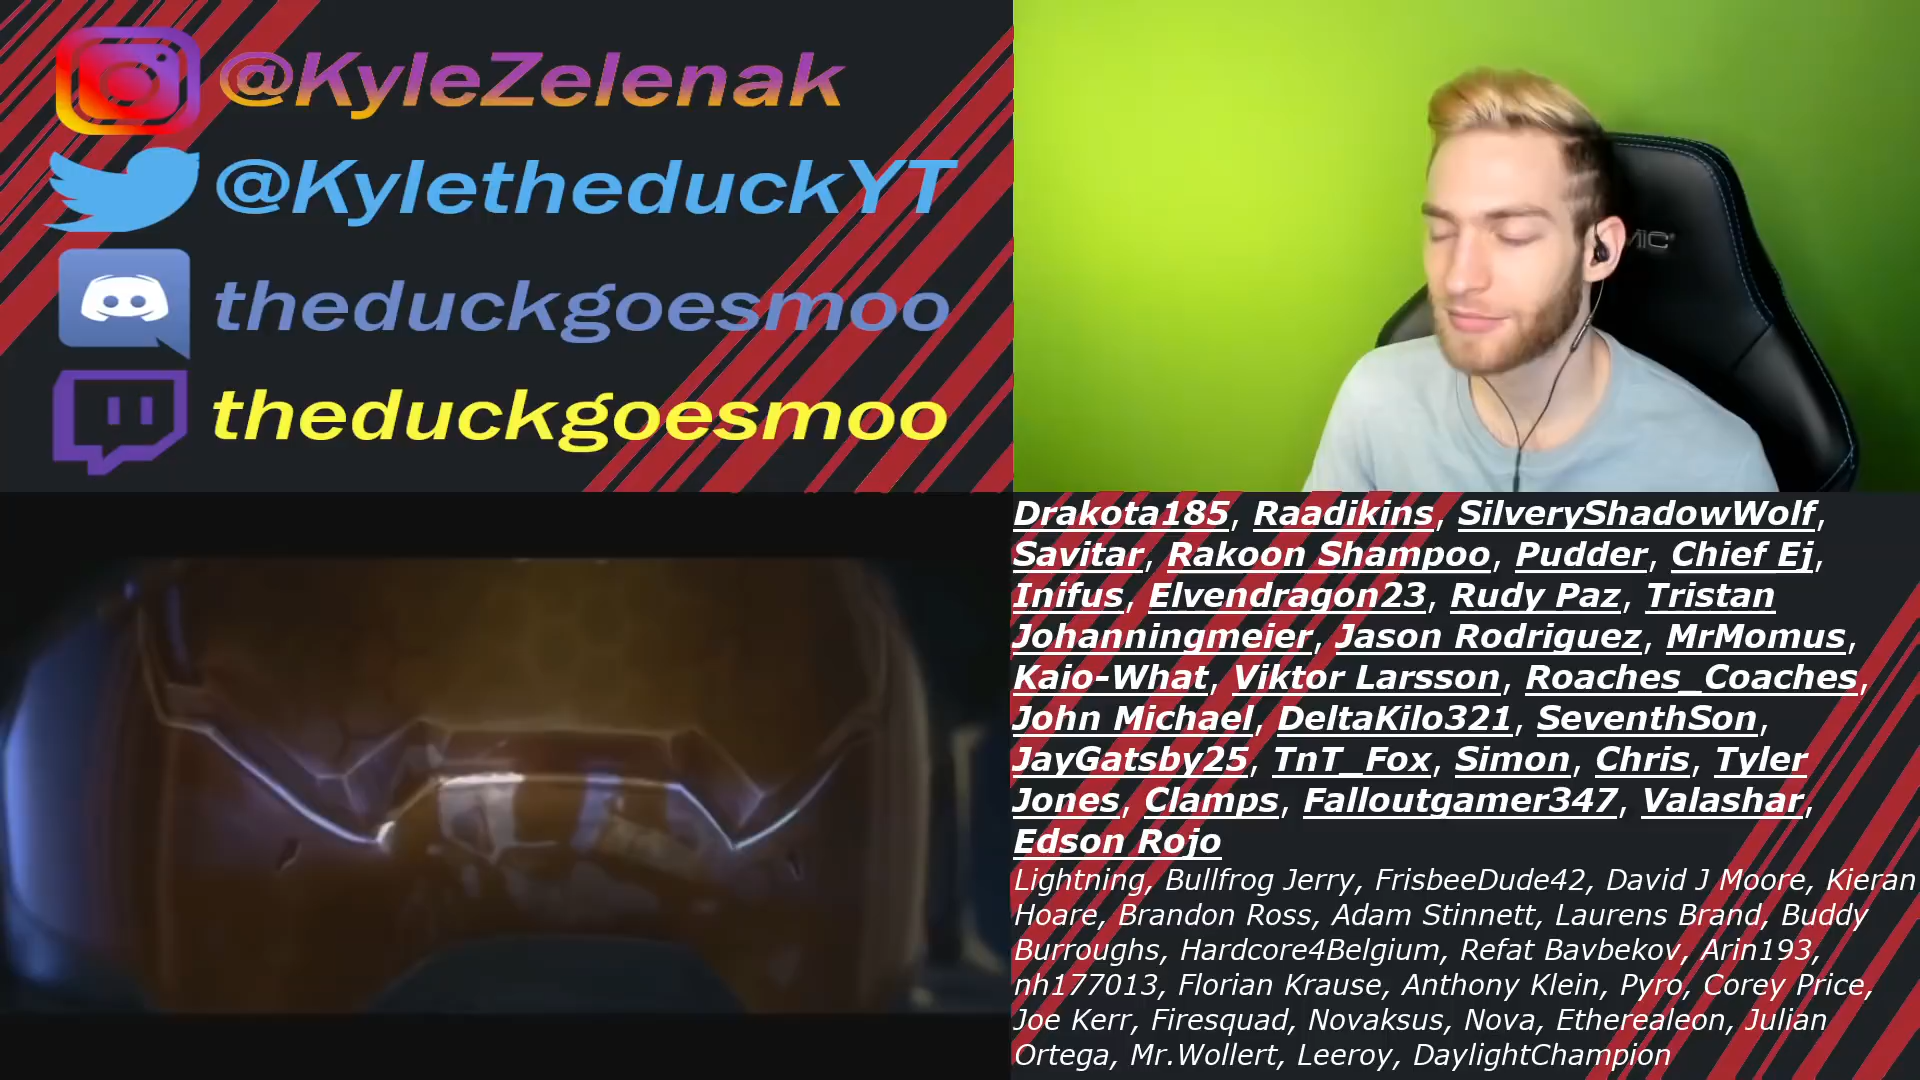 @KyleZelenak
@KyletheduckYT
theduckgoesmoo
theduckgoesmoo
Drakota185, Raadikins, SilveryShadowWolf,
Savitar, Rakoon Shampoo, Pudder, Chief Ej,
Inifus, Elvendragon23, Rudy Paz, Tristan
Johanningmeier, Jason Rodriguez, MrMomus,
Kaio-What, Viktor Larsson, Roaches_Coaches,
John Michael, DeltaKilo321, SeventhSon,
JayGatsby25, TnT_Fox, Simon, Chris, Tyler
Jones, Clamps, Falloutgamer347, Valashar,
Edson Rojo
Lightning, Bullfrog Jerry, FrisbeeDude42, David J Moore, Kieran
Hoare, Brandon Ross, Adam Stinnett, Laurens Brand, Buddy
Burroughs, Hardcore4Belgium, Refat Bavbekov, Arin193,
nh177013, Florian Krause, Anthony Klein, Pyro, Corey Price,
Joe Kerr, Firesquad, Novaksus, Nova, Etherealeon, Julian
Ortega, Mr.Wollert, Leeroy, DaylightChampion